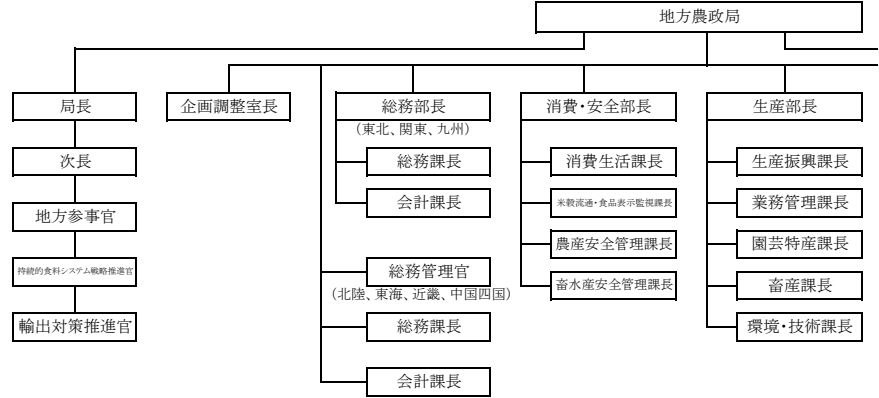 地方農政局
局長
次長
地方参事官
持続的食料システム戦略推進官
輸出対策推進官
企画調整室長
総務部長
（東北、関東、九州）
総務課長
会計課長
総務管理官
（北陸、東海、近畿、中国四国）
総務課長
会計課長
消費・安全部長
消費生活課長
米穀流通・食品表示監視課長
農産安全管理課長
畜水産安全管理課長
生産部長
生産振興課長
業務管理課長
園芸特産課長
畜産課長
環境・技術課長